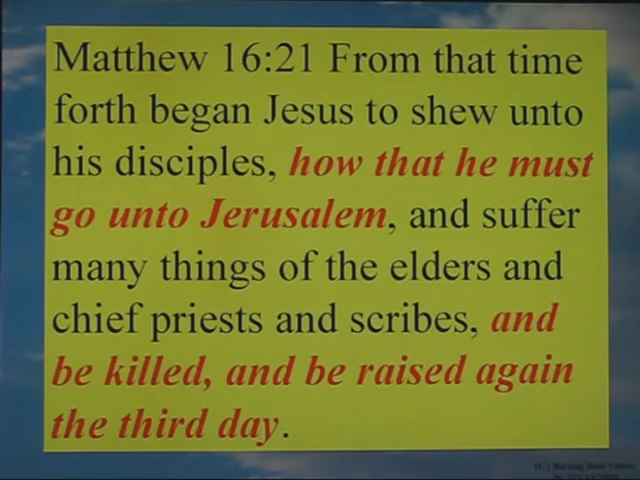 Matthew 16:21 From that time
forth began Jesus to shew unto
his disciples, how that he must
go unto Jerusalem, and suffer
many things of the elders and
chief priests and scribes, and
be killed, and be raised again
the third day.
(C)